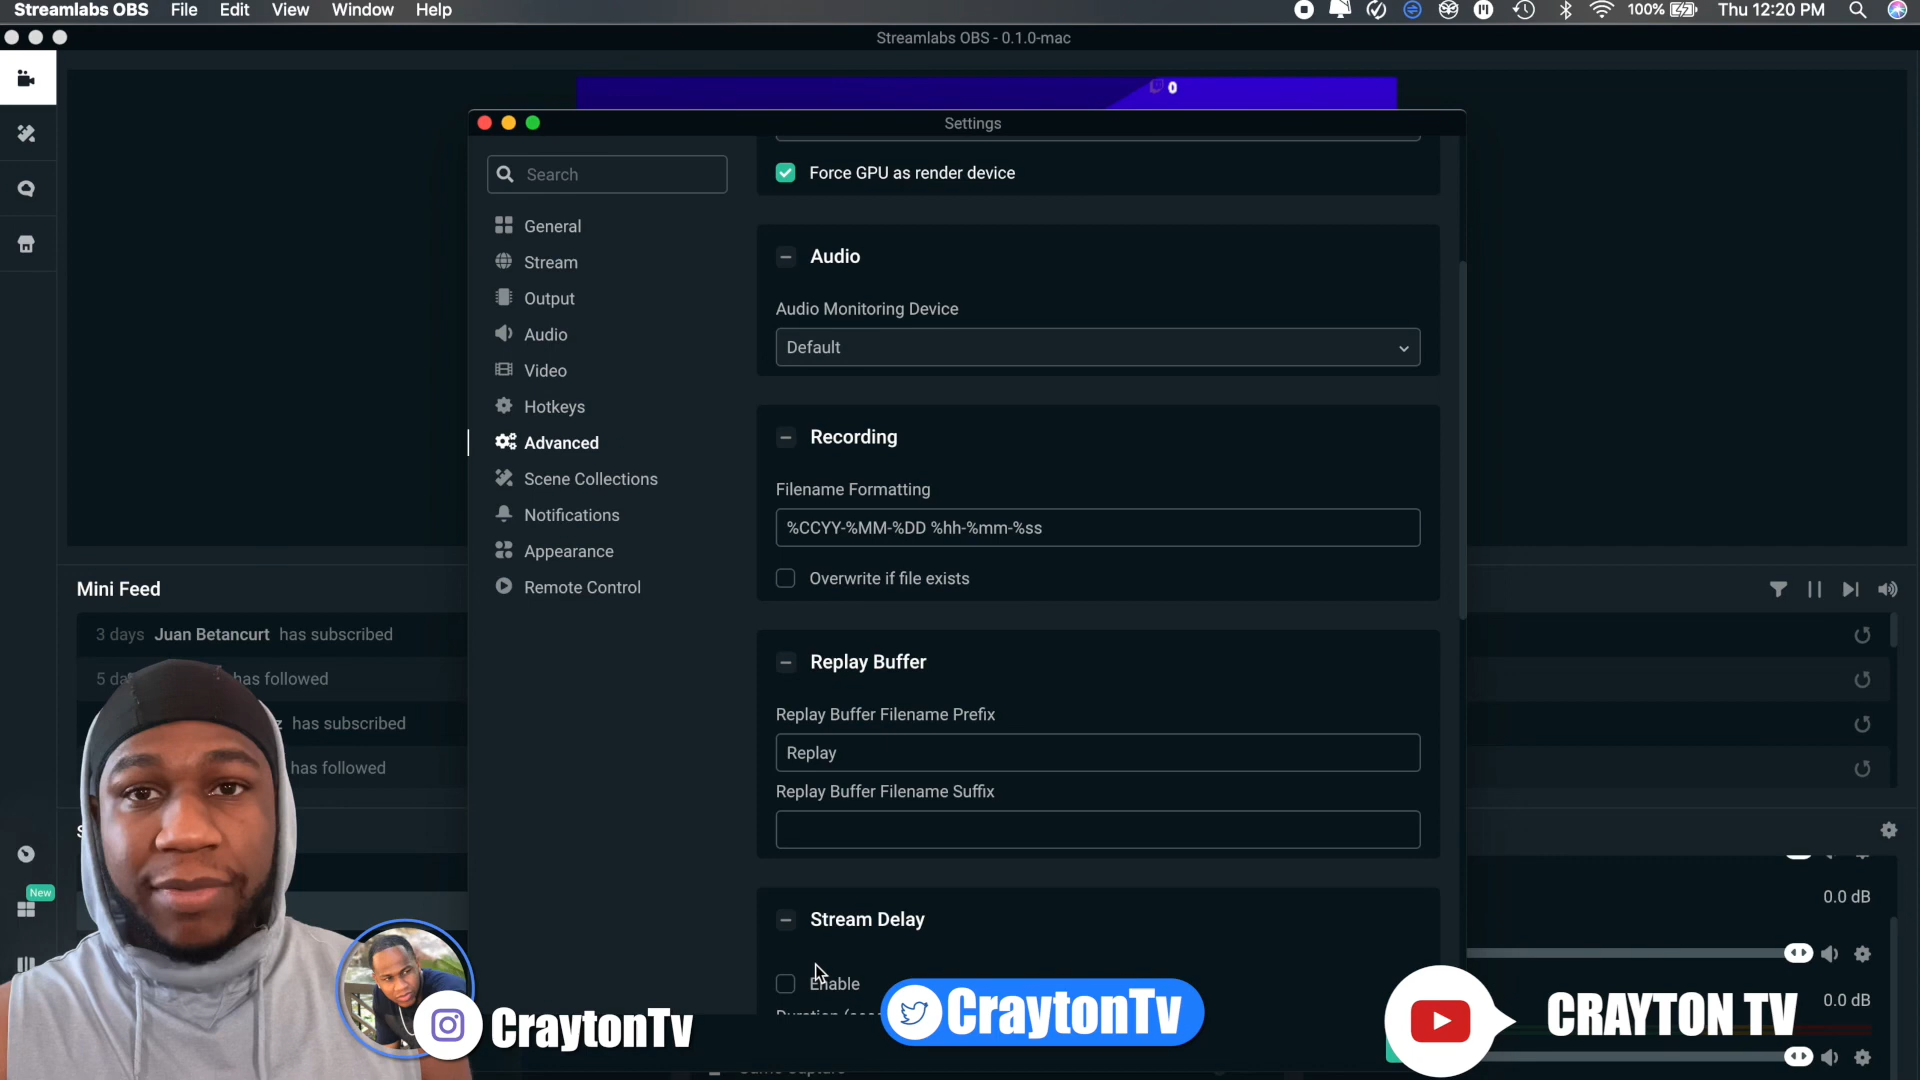 Streamlabs OBS File Edit View Window Help 100% Thu 12:20 PM
Streamlabs OBS - 0.1.0-mac
0
Settings
Search
Force GPU as render device
General
Stream
Output
Audio
Video
Hotkeys
Advanced
Scene Collections
Notifications
Appearance
Remote Control
Audio
Audio Monitoring Device
Default
Recording
Filename Formatting
%CCYY-%MM-%DD %hh-%mm-%ss
Overwrite if file exists
Replay Buffer
Replay Buffer Filename Prefix
Replay
Replay Buffer Filename Suffix
Stream Delay
Enable
Mini Feed
3 days Juan Betancurt has subscribed
has followed
has subscribed
has followed
New
0.0 dB
0.0 dB
CraytonTv
CraytonTv
CRAYTON TV